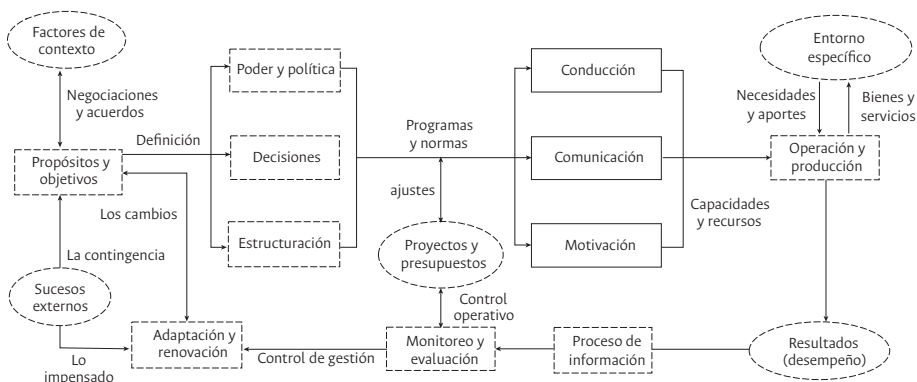 Factores de
contexto
Negociaciones
y acuerdos
Definición
Propósitos y
objetivos
Los cambios
La contingencia
Sucesos
externos
Lo
impensado
Adaptación y
renovación
Poder y política
Decisiones
Estructuración
Programas
y normas
ajustes
Proyectos y
presupuestos
Control
operativo
Control de gestión
Monitoreo y
evaluación
Conducción
Comunicación
Motivación
Proceso de
información
Entorno
específico
Necesidades
y aportes
Bienes y
servicios
Operación y
producción
Capacidades
y recursos
Resultados
(desempeño)